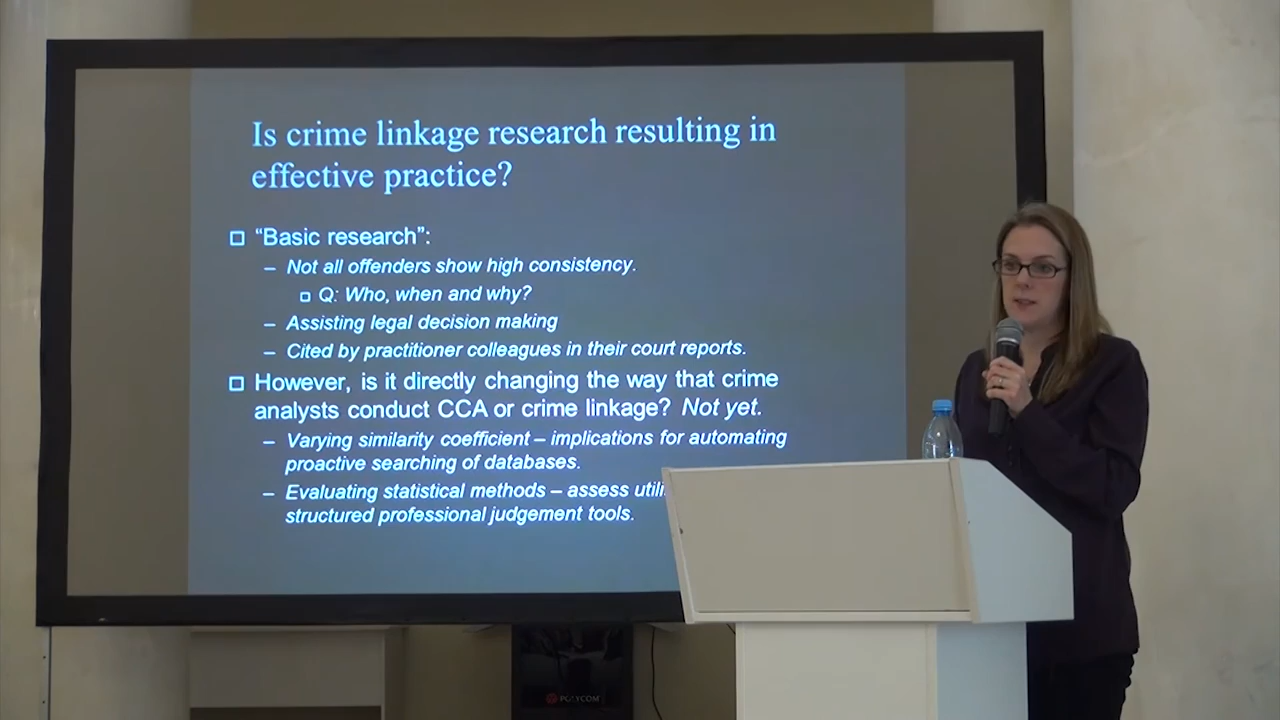 Is crime linkage research resulting in
effective practice?
“Basic research”:
– Not all offenders show high consistency.
Q: Who, when and why?
– Assisting legal decision making
– Cited by practitioner colleagues in their court reports.
However, is it directly changing the way that crime
analysts conduct CCA or crime linkage? Not yet.
– Varying similarity coefficient – implications for automating
proactive searching of databases.
– Evaluating statistical methods – assess
structured professional judgement tools.
POLYCOM